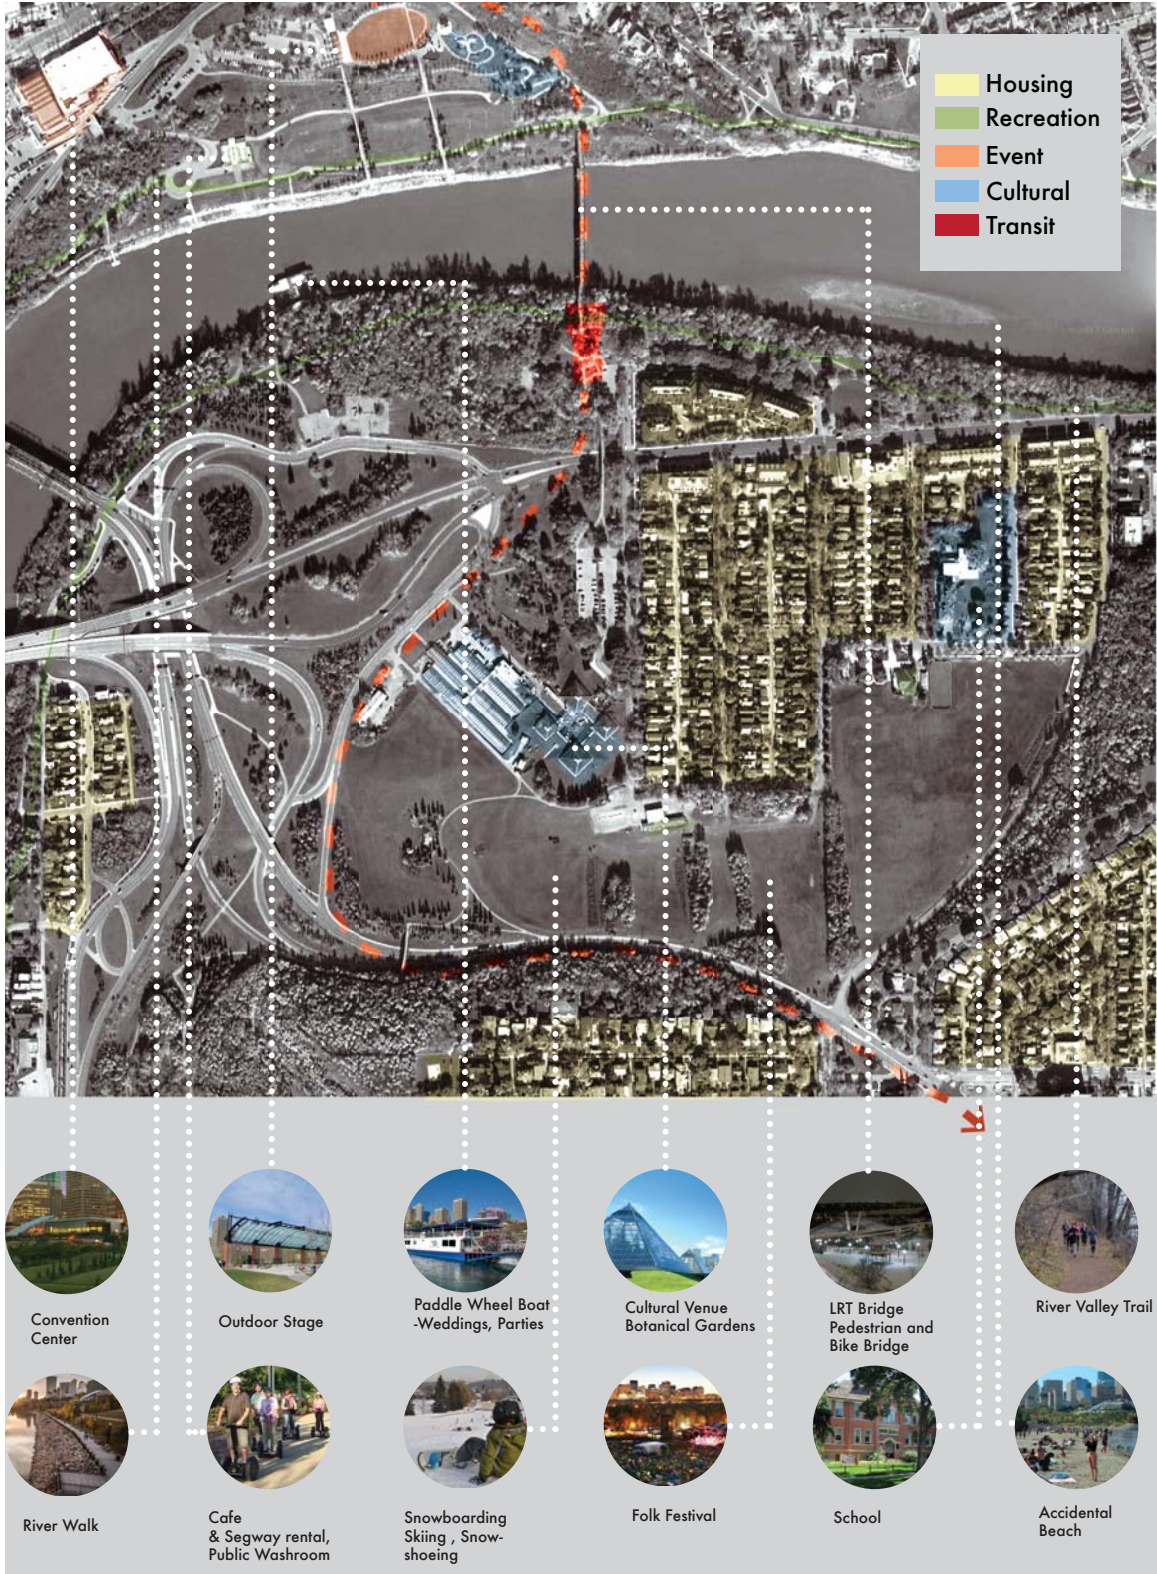 Housing
Recreation
Event
Cultural
Transit
Convention
Center
Outdoor Stage
Paddle Wheel Boat
-Weddings, Parties
Cultural Venue
Botanical Gardens
LRT Bridge
Pedestrian and
Bike Bridge
River Valley Trail
River Walk
Cafe
& Segway rental,
Public Washroom
Snowboarding
Skiing , Snow-
shoeing
Folk Festival
School
Accidental
Beach